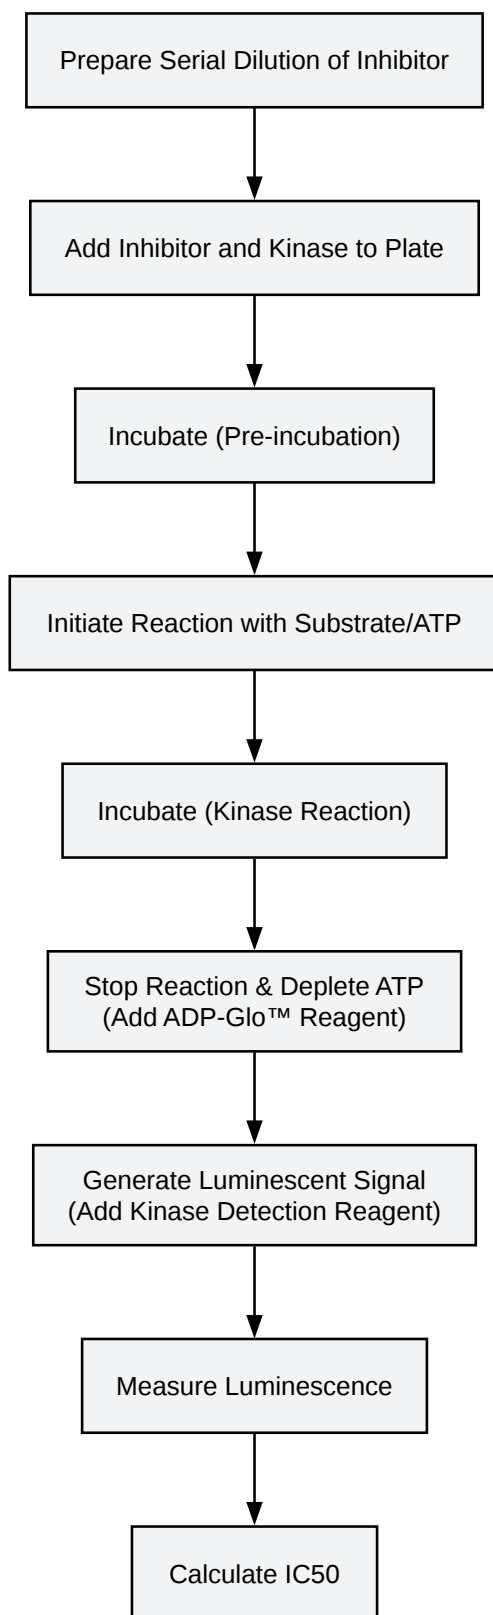 Prepare Serial Dilution of Inhibitor
Add Inhibitor and Kinase to Plate
Incubate (Pre-incubation)
Initiate Reaction with Substrate/ATP
Incubate (Kinase Reaction)
Stop Reaction & Deplete ATP
(Add ADP-Glo™ Reagent)
Generate Luminescent Signal
(Add Kinase Detection Reagent)
Measure Luminescence
Calculate IC50